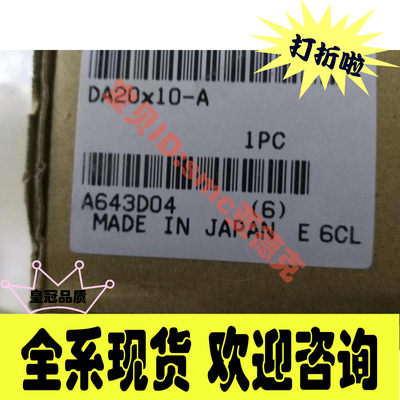 打折啦
DA20x10-A
1PC
A643D04 (6)
MADE IN JAPAN E 6CL
皇冠品质
全系现货 欢迎咨询